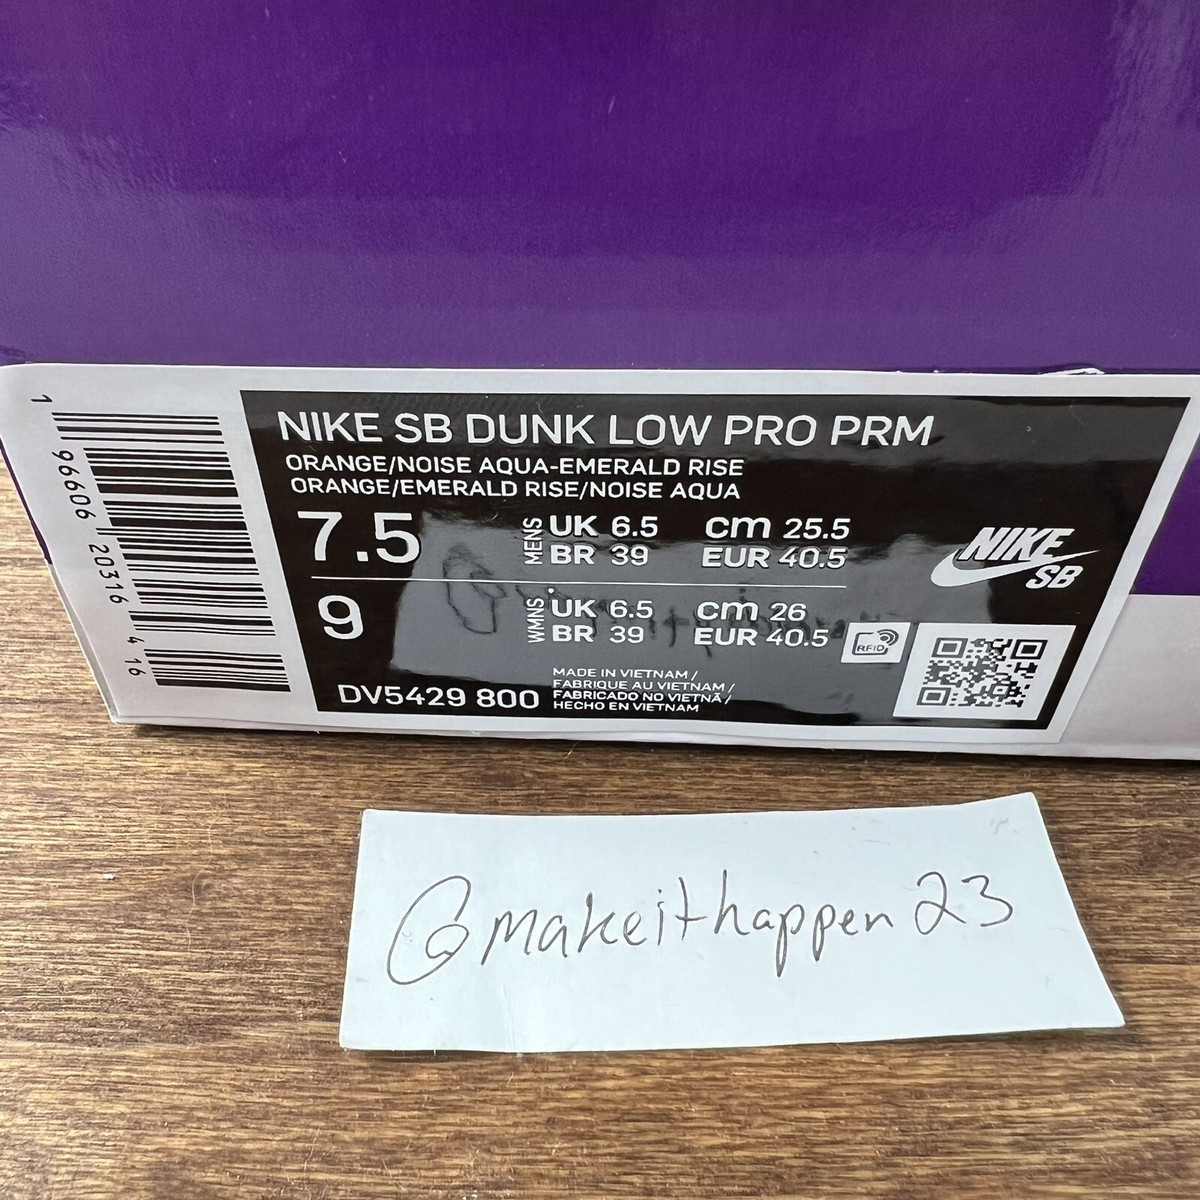 NIKE SB DUNK LOW PRO PRM
ORANGE/NOISE AQUA-EMERALD RISE
ORANGE/EMERALD RISE/NOISE AQUA
7.5 MENS UK 6.5 cm 25.5
BR 39 EUR 40.5
9 WMNS UK 6.5 cm 26
BR 39 EUR 40.5
DV5429 800
MADE IN VIETNAM /
FABRIQUE AU VIETNAM /
FABRICADO NO VIETNÃ /
HECHO EN VIETNAM
RFID
NIKE
SB
1 96606 20316 4 16
@makeithappen23